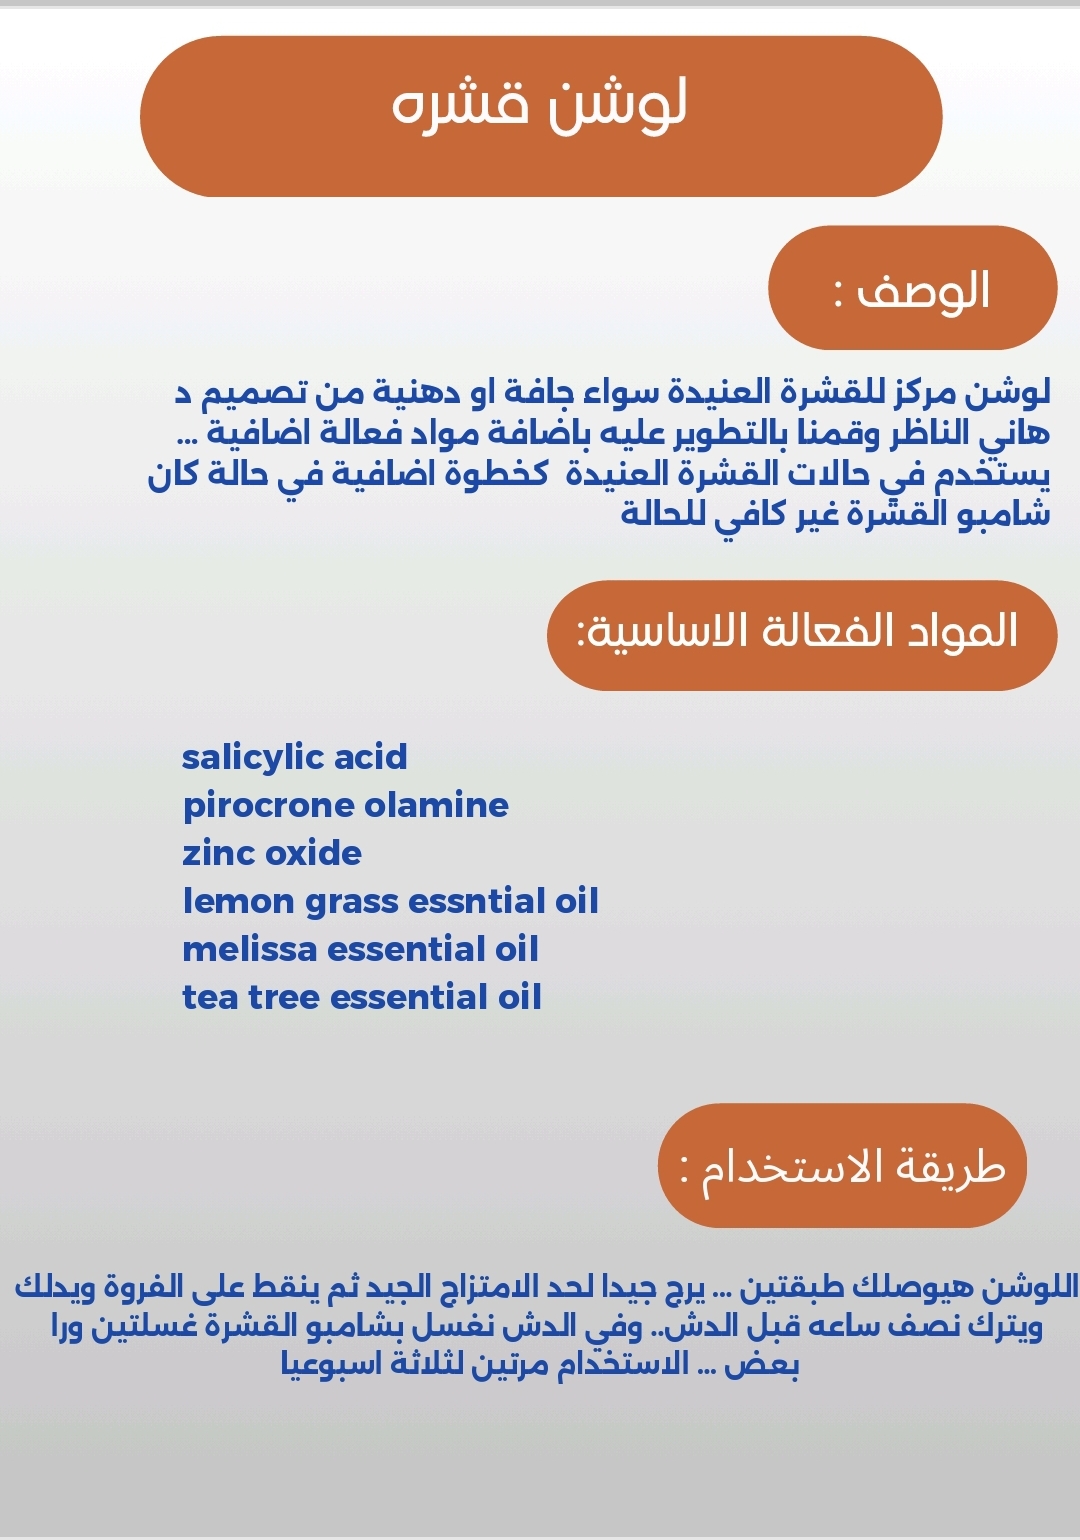 لوشن قشره
الوصف :
لوشن مركز للقشرة العنيدة سواء جافة او دهنية من تصميم د
هاني الناظر وقمنا بالتطوير عليه باضافة مواد فعالة اضافية ...
يستخدم في حالات القشرة العنيدة كخطوة اضافية في حالة كان
شامبو القشرة غير كافي للحالة
المواد الفعالة الاساسية:
salicylic acid
pirocrone olamine
zinc oxide
lemon grass essntial oil
melissa essential oil
tea tree essential oil
طريقة الاستخدام :
اللوشن هيوصلك طبقتين ... يرج جيدا لحد الامتزاج الجيد ثم ينقط على الفروة ويدلك
ويترك نصف ساعه قبل الدش.. وفي الدش نغسل بشامبو القشرة غسلتين ورا
بعض ... الاستخدام مرتين لثلاثة اسبوعيا